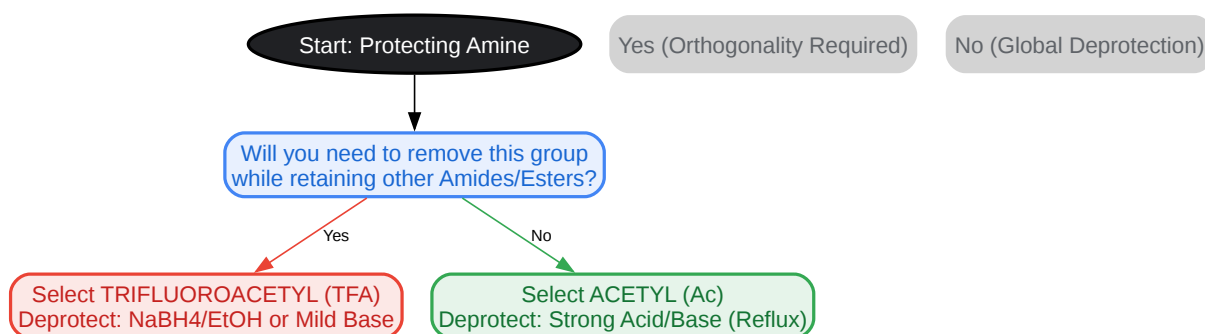 Start: Protecting Amine
Yes (Orthogonality Required)
No (Global Deprotection)
Will you need to remove this group
while retaining other Amides/Esters?
Yes
No
Select TRIFLUOROACETYL (TFA)
Deprotect: NaBH4/EtOH or Mild Base
Select ACETYL (Ac)
Deprotect: Strong Acid/Base (Reflux)